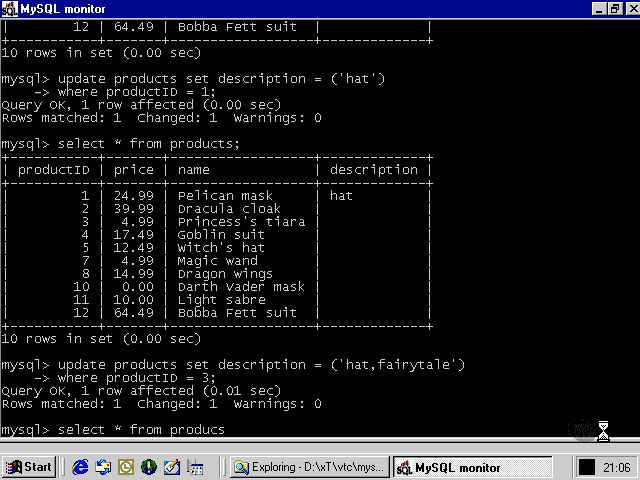 MySQL monitor
| 12 | 64.49 | Bobba Fett suit | |
+-----------+-------+------------------+-------------+
10 rows in set (0.00 sec)
mysql> update products set description = ('hat')
-> where productID = 1;
Query OK, 1 row affected (0.00 sec)
Rows matched: 1 Changed: 1 Warnings: 0
mysql> select * from products;
+-----------+-------+------------------+-------------+
| productID | price | name | description |
+-----------+-------+------------------+-------------+
| 1 | 24.99 | Pelican mask | hat |
| 2 | 39.99 | Dracula cloak | |
| 3 | 4.99 | Princess's tiara | |
| 4 | 17.49 | Goblin suit | |
| 5 | 12.49 | Witch's hat | |
| 7 | 4.99 | Magic wand | |
| 8 | 14.99 | Dragon wings | |
| 10 | 0.00 | Darth Vader mask | |
| 11 | 10.00 | Light sabre | |
| 12 | 64.49 | Bobba Fett suit | |
+-----------+-------+------------------+-------------+
10 rows in set (0.00 sec)
mysql> update products set description = ('hat,fairytale')
-> where productID = 3;
Query OK, 1 row affected (0.01 sec)
Rows matched: 1 Changed: 1 Warnings: 0
mysql> select * from producs
Start Exploring - D:\xT\vtc\mys... MySQL monitor 21:06